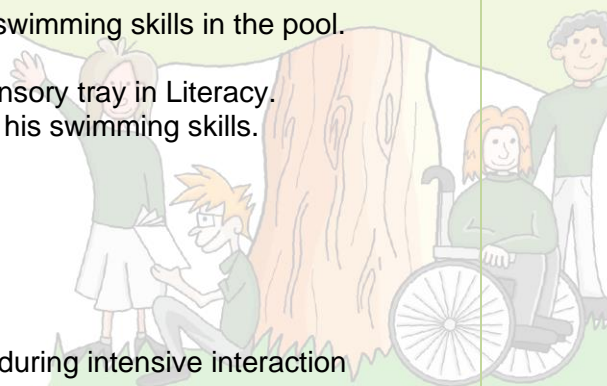 swimming skills in the pool.
nsory tray in Literacy.
his swimming skills.
during intensive interaction